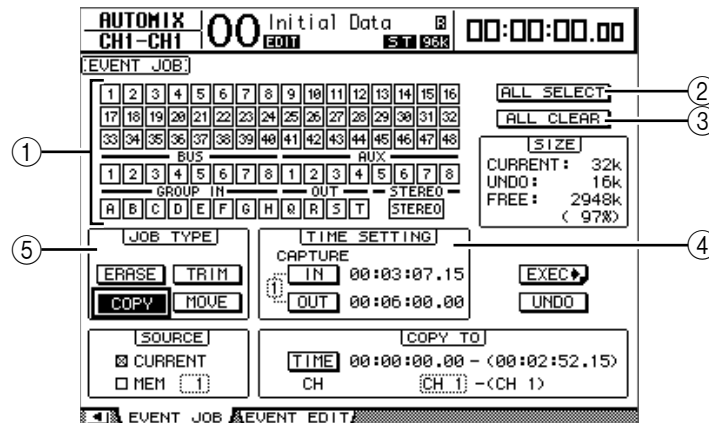 AUTOMIX
CH1-CH1
00 Initial Data R
EDIT ST 96k
00:00:00.00
EVENT JOB
1 2 3 4 5 6 7 8 9 10 11 12 13 14 15 16
17 18 19 20 21 22 23 24 25 26 27 28 29 30 31 32
33 34 35 36 37 38 39 40 41 42 43 44 45 46 47 48
BUS AUX
1 2 3 4 5 6 7 8 1 2 3 4 5 6 7 8
GROUP IN OUT STEREO
A B C D E F G H Q R S T STEREO
ALL SELECT
ALL CLEAR
SIZE
CURRENT: 32k
UNDO: 16k
FREE: 2948k
( 97%)
1
2
3
4
5
JOB TYPE
ERASE TRIM
COPY MOVE
TIME SETTING
CAPTURE
1 IN 00:03:07.15
OUT 00:06:00.00
EXEC
UNDO
SOURCE
CURRENT
MEM 1
COPY TO
TIME 00:00:00.00 - (00:02:52.15)
CH CH 1 -(CH 1)
EVENT JOB EVENT EDIT